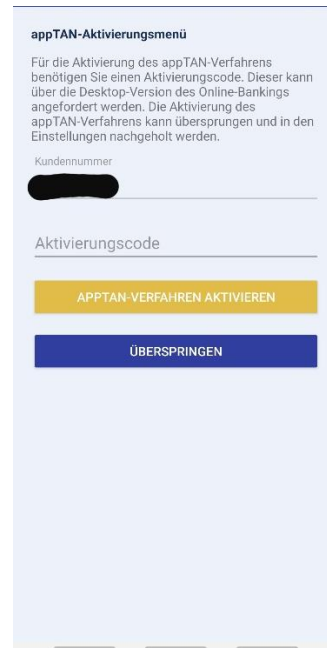 appTAN-Aktivierungsmenü
Für die Aktivierung des appTAN-Verfahrens
benötigen Sie einen Aktivierungscode. Dieser kann
über die Desktop-Version des Online-Bankings
angefordert werden. Die Aktivierung des
appTAN-Verfahrens kann übersprungen und in den
Einstellungen nachgeholt werden.
Kundennummer
Aktivierungscode
APPTAN-VERFAHREN AKTIVIEREN
ÜBERSPRINGEN